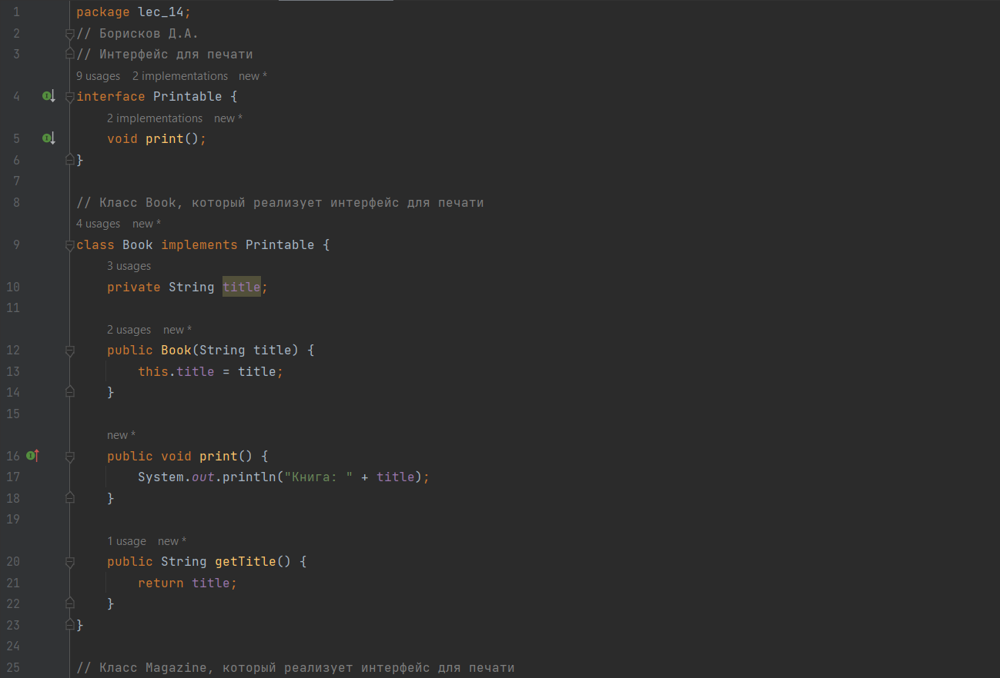 1 package lec_14;
2 // Борисков Д.А.
3 // Интерфейс для печати
9 usages 2 implementations new *
4 interface Printable {
2 implementations new *
5 void print();
6 }
7
8 // Класс Book, который реализует интерфейс для печати
4 usages new *
9 class Book implements Printable {
3 usages
10 private String title;
11
2 usages new *
12 public Book(String title) {
13 this.title = title;
14 }
15
new *
16 public void print() {
17 System.out.println("Книга: " + title);
18 }
19
1 usage new *
20 public String getTitle() {
21 return title;
22 }
23 }
24
25 // Класс Magazine, который реализует интерфейс для печати